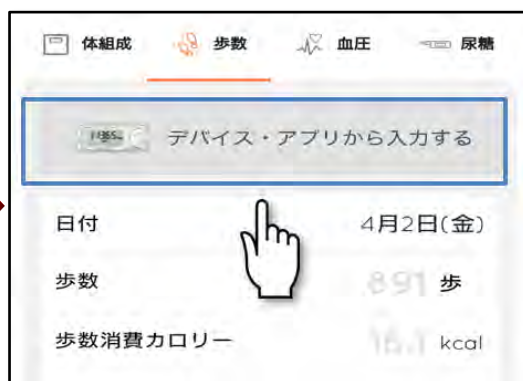 体組成 歩数 血圧 尿糖
デバイス・アプリから入力する
日付 4月2日(金)
歩数 891 歩
歩数消費カロリー 16.1 kcal